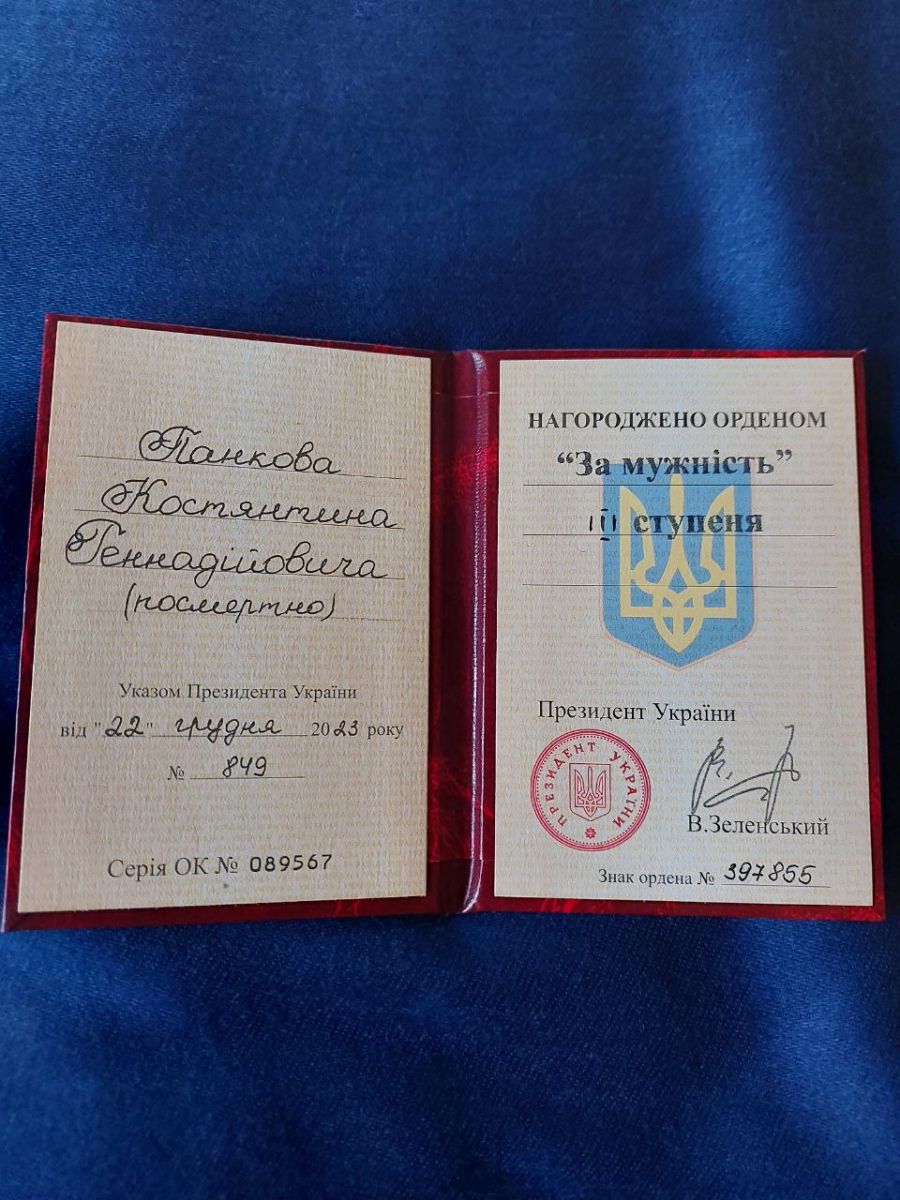 Панкова
Костянтина
Геннадійовича
(посмертно)
Указом Президента України
від "22" грудня 2023 року
№ 849
Серія ОК № 089567
НАГОРОДЖЕНО ОРДЕНОМ
“За мужність”
III ступеня
Президент України
ПРЕЗИДЕНТ УКРАЇНИ
В.Зеленський
Знак ордена № 397855